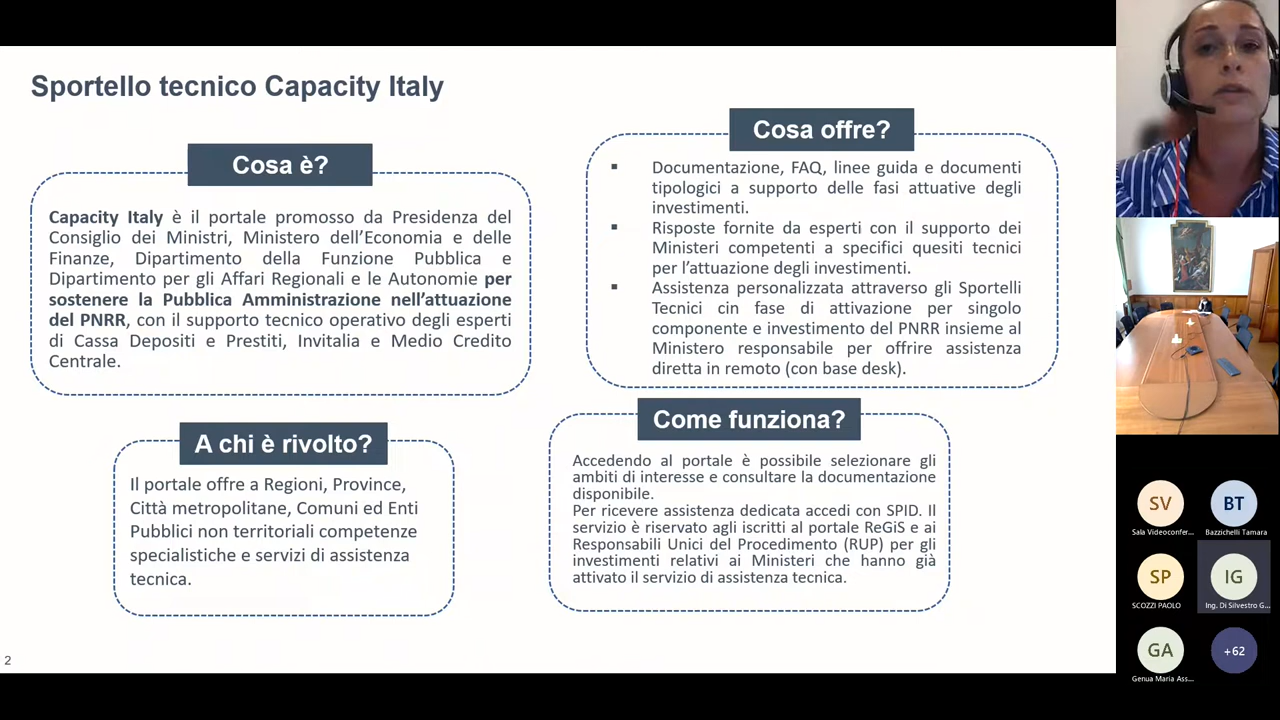 Sportello tecnico Capacity Italy
Cosa è?
Capacity Italy è il portale promosso da Presidenza del
Consiglio dei Ministri, Ministero dell’Economia e delle
Finanze, Dipartimento della Funzione Pubblica e
Dipartimento per gli Affari Regionali e le Autonomie per
sostenere la Pubblica Amministrazione nell’attuazione
del PNRR, con il supporto tecnico operativo degli esperti
di Cassa Depositi e Prestiti, Invitalia e Medio Credito
Centrale.
Cosa offre?
▪ Documentazione, FAQ, linee guida e documenti
tipologici a supporto delle fasi attuative degli
investimenti.
▪ Risposte fornite da esperti con il supporto dei
Ministeri competenti a specifici quesiti tecnici
per l’attuazione degli investimenti.
▪ Assistenza personalizzata attraverso gli Sportelli
Tecnici cin fase di attivazione per singolo
componente e investimento del PNRR insieme al
Ministero responsabile per offrire assistenza
diretta in remoto (con base desk).
A chi è rivolto?
Il portale offre a Regioni, Province,
Città metropolitane, Comuni ed Enti
Pubblici non territoriali competenze
specialistiche e servizi di assistenza
tecnica.
Come funziona?
Accedendo al portale è possibile selezionare gli
ambiti di interesse e consultare la documentazione
disponibile.
Per ricevere assistenza dedicata accedi con SPID. Il
servizio è riservato agli iscritti al portale ReGiS e ai
Responsabili Unici del Procedimento (RUP) per gli
investimenti relativi ai Ministeri che hanno già
attivato il servizio di assistenza tecnica.
2
SV
Sala Videoconfer...
BT
Bazzichelli Tamara
SP
SCOZZI PAOLO
IG
Ing. Di Silvestro G...
GA
Genua Maria Ass...
+62